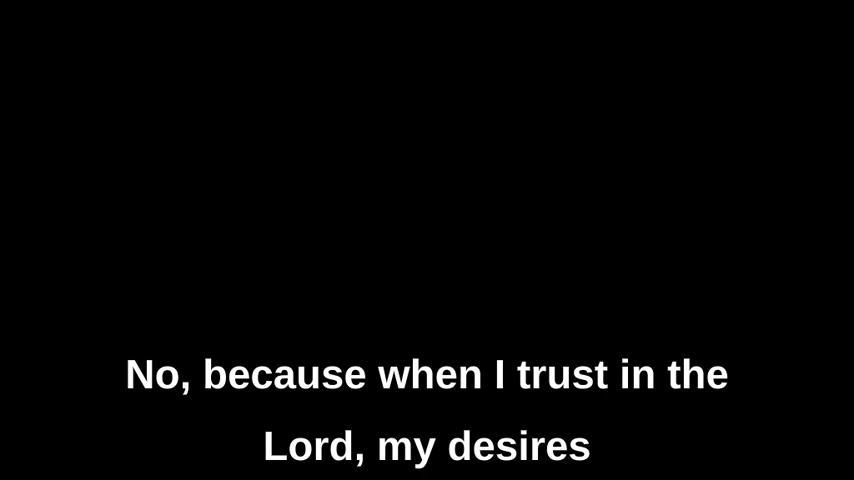 No, because when I trust in the
Lord, my desires